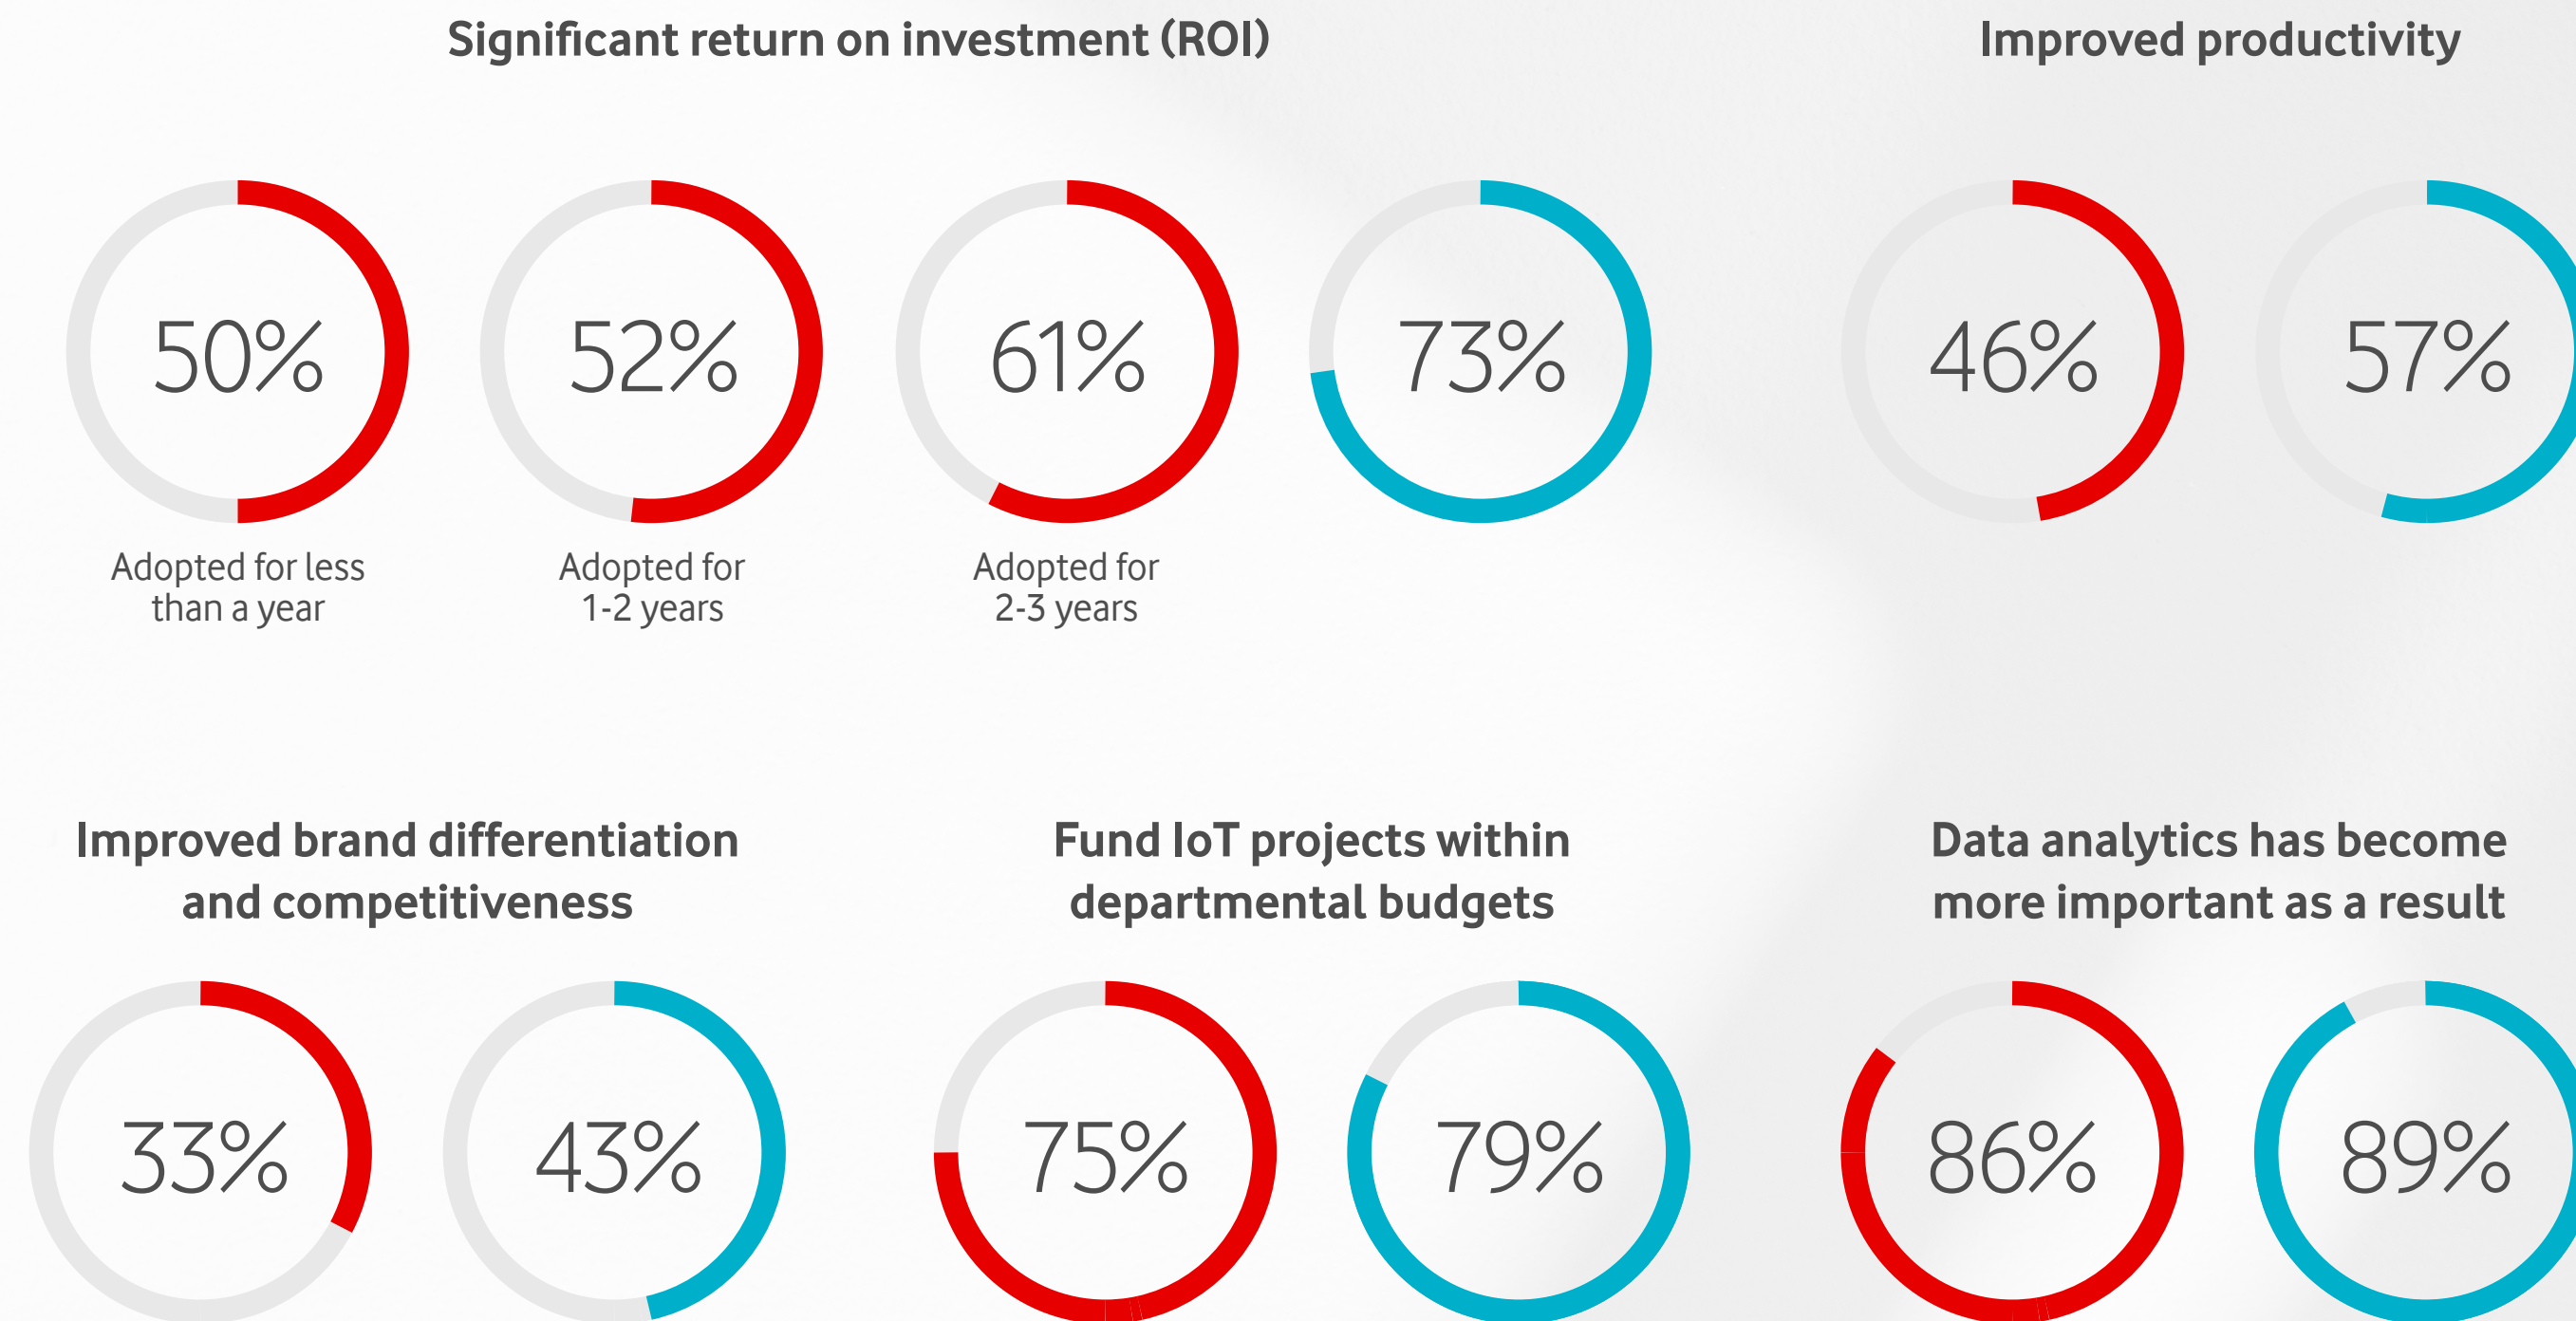 Significant return on investment (ROI)
Improved productivity
50%
52%
61%
73%
46%
57%
Adopted for less
than a year
Adopted for
1-2 years
Adopted for
2-3 years
Improved brand differentiation
and competitiveness
Fund IoT projects within
departmental budgets
Data analytics has become
more important as a result
33%
43%
75%
79%
86%
89%